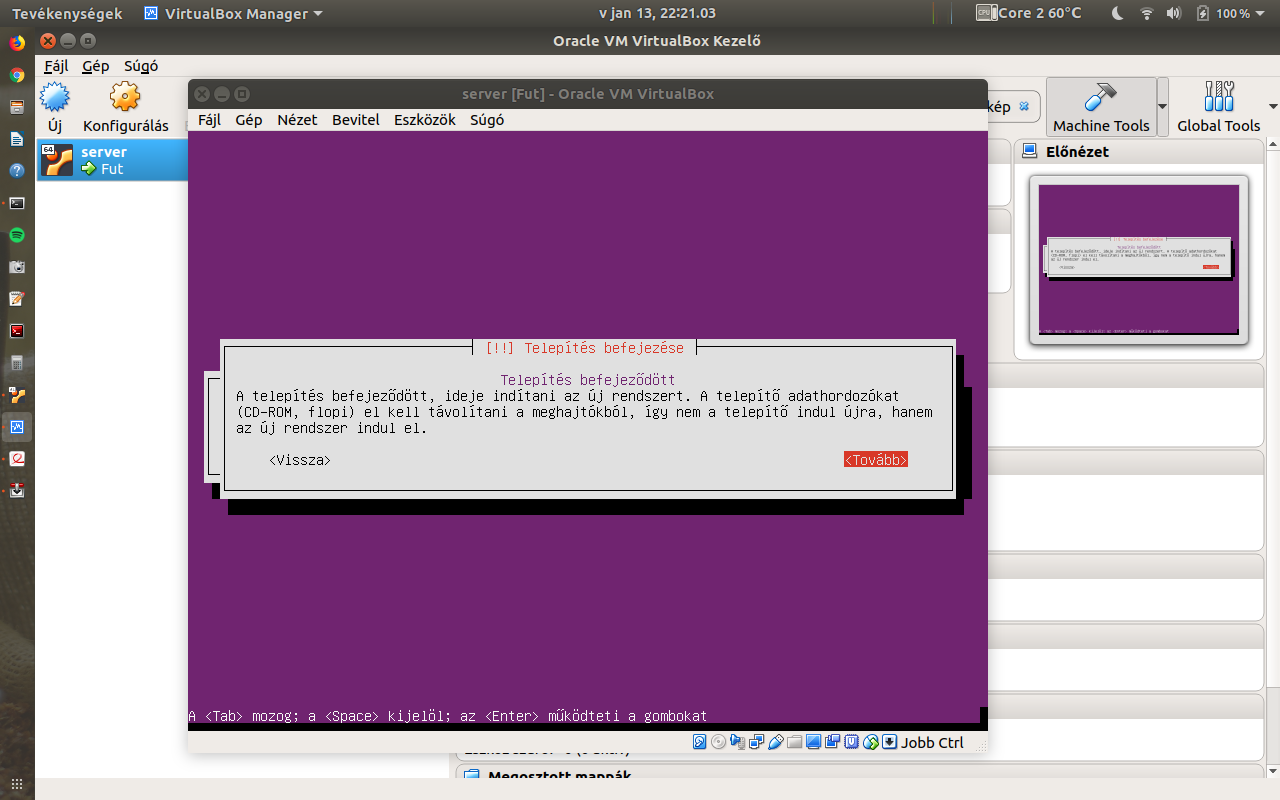 Tevékenységek
VirtualBox Manager
v jan 13, 22:21.03
CPU
Core 2 60°C
100 %
Oracle VM VirtualBox Kezelő
Fájl Gép Súgó
Új
Konfigurálás
kép
Machine Tools
Global Tools
64
server
Fut
Előnézet
server [Fut] - Oracle VM VirtualBox
Fájl Gép Nézet Bevitel Eszközök Súgó
[!!] Telepítés befejezése
Telepítés befejeződött
A telepítés befejeződött, ideje indítani az új rendszert. A telepítő adathordozókat
(CD-ROM, flopi) el kell távolítani a meghajtókból, így nem a telepítő indul újra, hanem
az új rendszer indul el.
<Vissza>
<Tovább>
A <Tab> mozog; a <Space> kijelöl; az <Enter> működteti a gombokat
Jobb Ctrl
Megosztott mappák